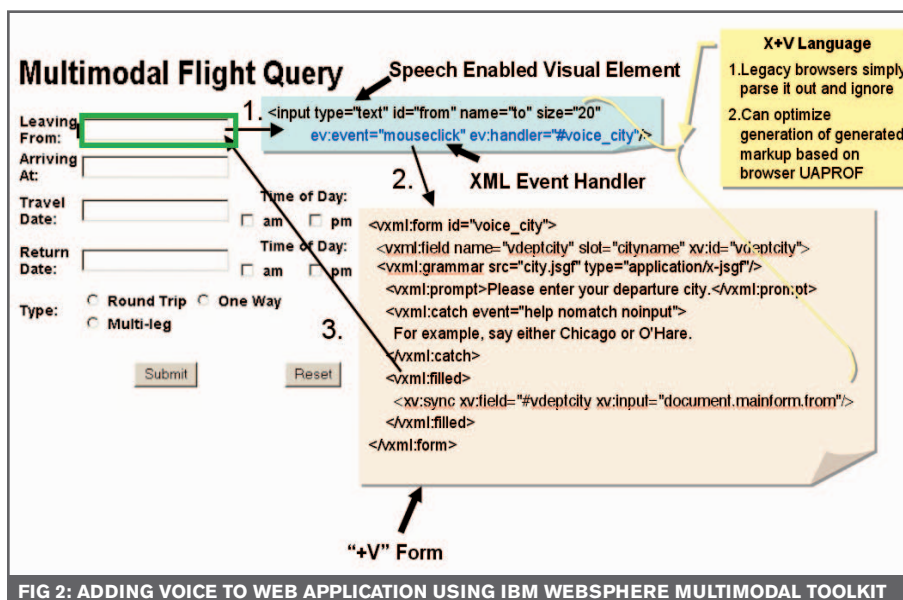 Multimodal Flight Query
Leaving
From:
Arriving
At:
Travel
Date:
Time of Day:
am pm
Return
Date:
Time of Day:
am pm
Type:
Round Trip One Way
Multi-leg
Submit Reset
1.
Speech Enabled Visual Element
<input type="text" id="from" name="to" size="20"
ev:event="mouseclick" ev:handler="#voice_city"/>
2.
XML Event Handler
<vxml:form id="voice_city">
<vxml:field name="vdeptcity" slot="cityname" xv:id="vdeptcity">
<vxml:grammar src="city.jsgf" type="application/x-jsgf"/>
<vxml:prompt>Please enter your departure city.</vxml:prompt>
<vxml:catch event="help nomatch noinput">
For example, say either Chicago or O'Hare.
</vxml:catch>
<vxml:filled>
<xv:sync xv:field="#vdeptcity xv:input="document.mainform.from"/>
</vxml:filled>
</vxml:form>
3.
"+V" Form
X+V Language
1.Legacy browsers simply
parse it out and ignore
2.Can optimize
generation of generated
markup based on
browser UAPROF
FIG 2: ADDING VOICE TO WEB APPLICATION USING IBM WEBSPHERE MULTIMODAL TOOLKIT